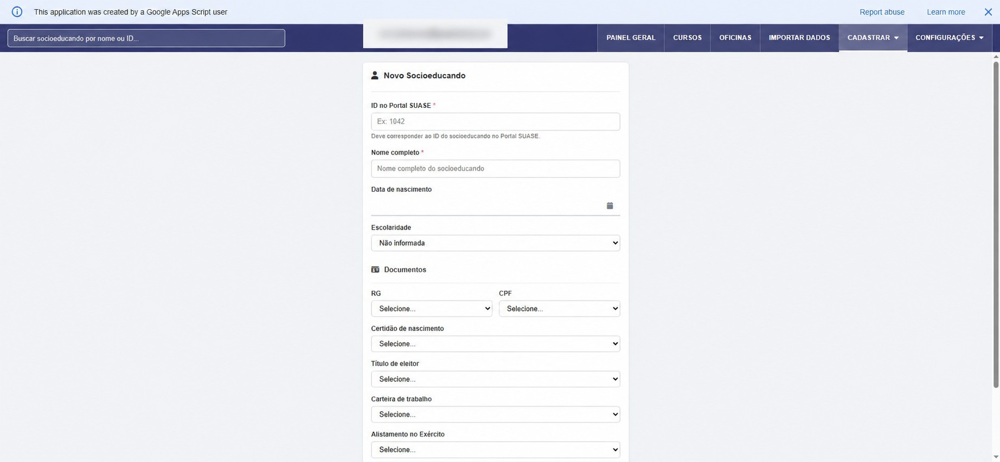 This application was created by a Google Apps Script user
Report abuse
Learn more
Buscar socioeducando por nome ou ID...
PAINEL GERAL
CURSOS
OFICINAS
IMPORTAR DADOS
CADASTRAR
CONFIGURAÇÕES
Novo Socioeducando
ID no Portal SUASE *
Ex: 1042
Deve corresponder ao ID do socioeducando no Portal SUASE.
Nome completo *
Nome completo do socioeducando
Data de nascimento
Escolaridade
Não informada
Documentos
RG
CPF
Selecione...
Selecione...
Certidão de nascimento
Selecione...
Título de eleitor
Selecione...
Carteira de trabalho
Selecione...
Alistamento no Exército
Selecione...